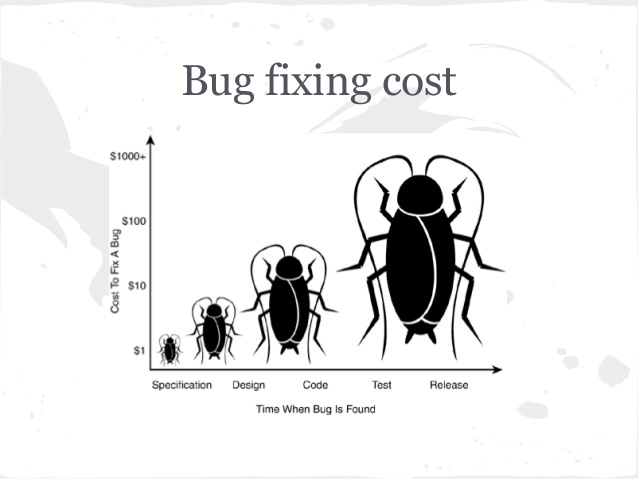 Bug fixing cost
$1000+
$100
$10
$1
Cost To Fix A Bug
Specification Design Code Test Release
Time When Bug Is Found